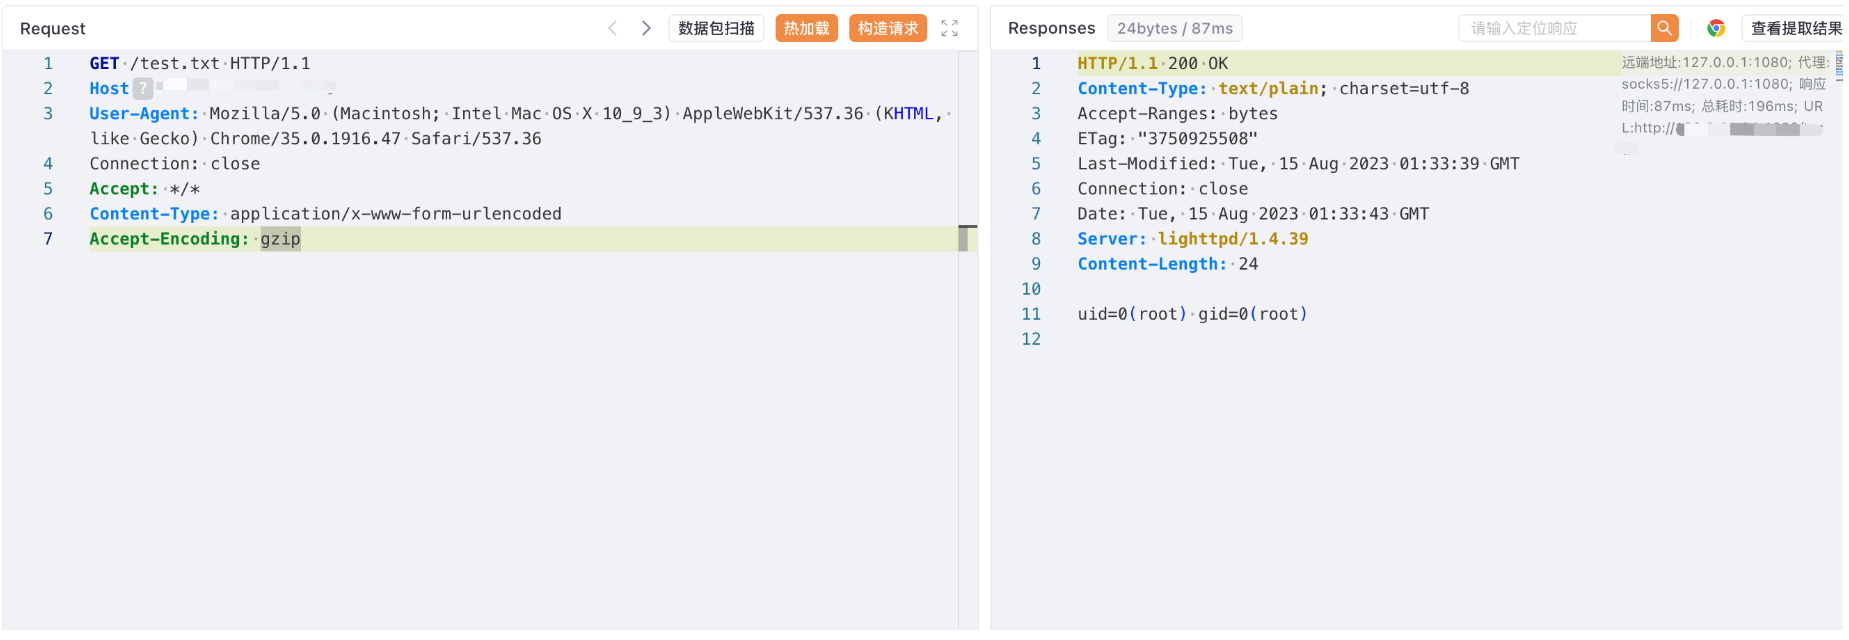 Request
数据包扫描
热加载
构造请求
1 GET /test.txt HTTP/1.1
2 Host
3 User-Agent: Mozilla/5.0 (Macintosh; Intel Mac OS X 10_9_3) AppleWebKit/537.36 (KHTML,
like Gecko) Chrome/35.0.1916.47 Safari/537.36
4 Connection: close
5 Accept: */*
6 Content-Type: application/x-www-form-urlencoded
7 Accept-Encoding: gzip
Responses
24bytes / 87ms
请输入定位响应
查看提取结果
1 HTTP/1.1 200 OK
2 Content-Type: text/plain; charset=utf-8
3 Accept-Ranges: bytes
4 ETag: "3750925508"
5 Last-Modified: Tue, 15 Aug 2023 01:33:39 GMT
6 Connection: close
7 Date: Tue, 15 Aug 2023 01:33:43 GMT
8 Server: lighttpd/1.4.39
9 Content-Length: 24
10
11 uid=0(root) gid=0(root)
12
远端地址:127.0.0.1:1080; 代理:
socks5://127.0.0.1:1080; 响应
时间:87ms; 总耗时:196ms; UR
L:http://